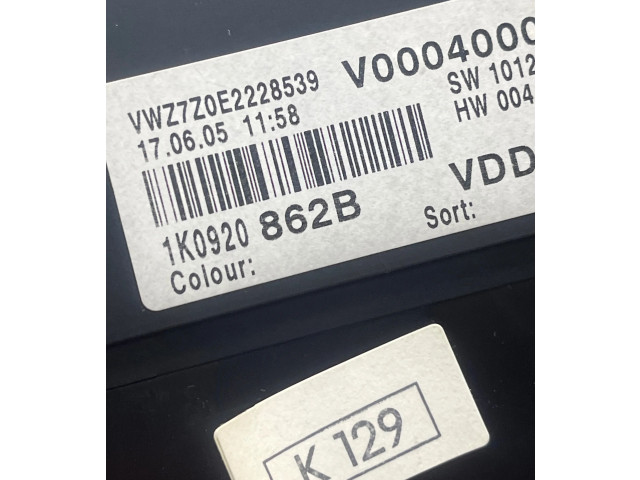 VWZ7Z0E2228539 V0004000
17.06.05 11:58 SW 1012
HW 004
1K0920 862B VDD
Colour: Sort:
K 129